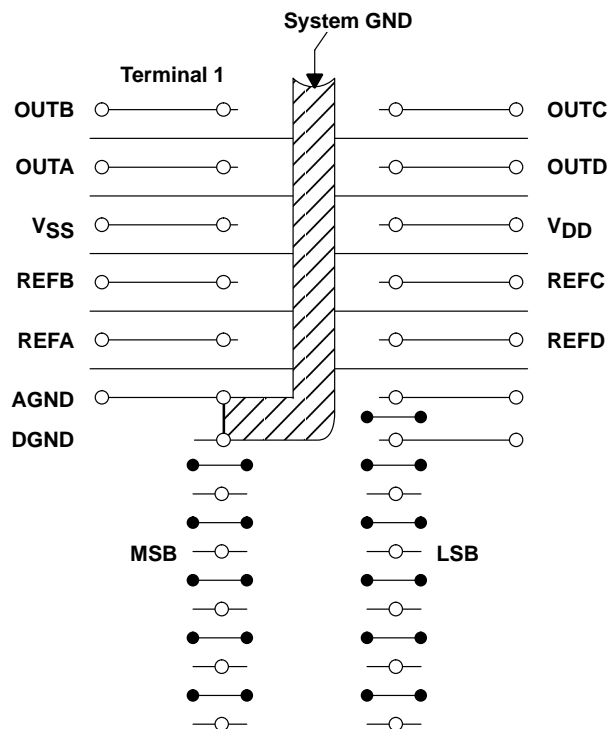 System GND
Terminal 1
OUTB
OUTC
OUTA
OUTD
VSS
VDD
REFB
REFC
REFA
REFD
AGND
DGND
MSB
LSB